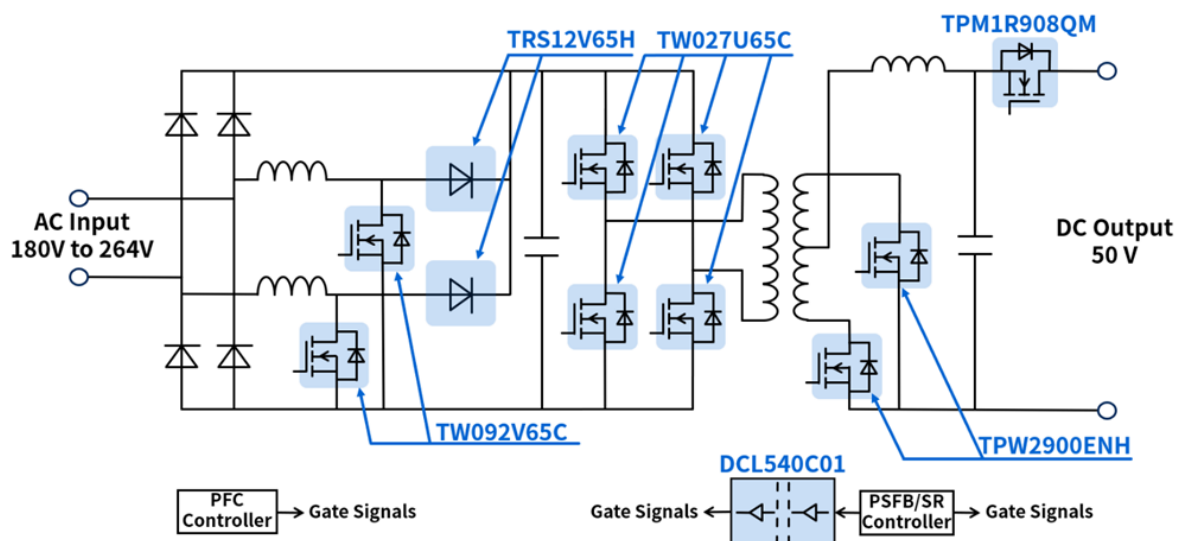 TPM1R908QM
TRS12V65H
TW027U65C
AC Input
180V to 264V
DC Output
50 V
TW092V65C
TPW2900ENH
DCL540C01
PFC
Controller
Gate Signals
Gate Signals
PSFB/SR
Controller
Gate Signals